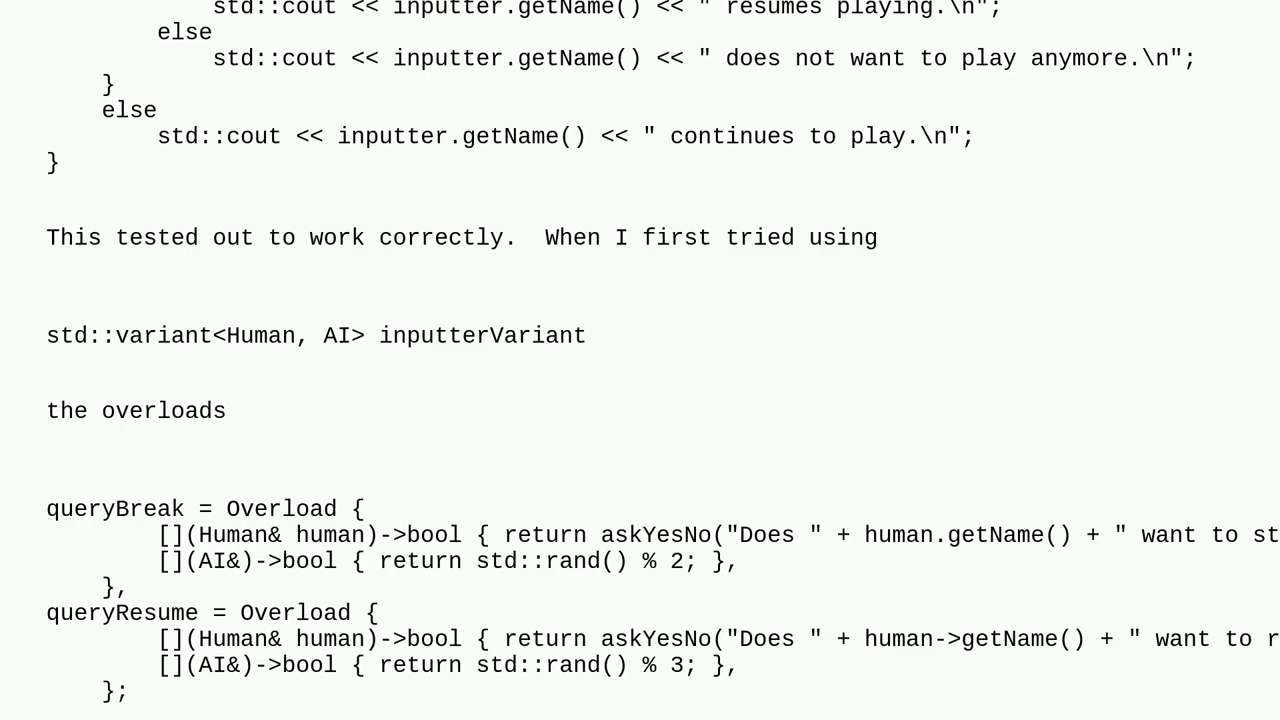 std::cout << inputter.getName() << " resumes playing.\n";
else
std::cout << inputter.getName() << " does not want to play anymore.\n";
}
else
std::cout << inputter.getName() << " continues to play.\n";
}
This tested out to work correctly.  When I first tried using
std::variant<Human, AI> inputterVariant
the overloads
queryBreak = Overload {
[](Human& human)->bool { return askYesNo("Does " + human.getName() + " want to st
[](AI&)->bool { return std::rand() % 2; },
},
queryResume = Overload {
[](Human& human)->bool { return askYesNo("Does " + human->getName() + " want to r
[](AI&)->bool { return std::rand() % 3; },
};